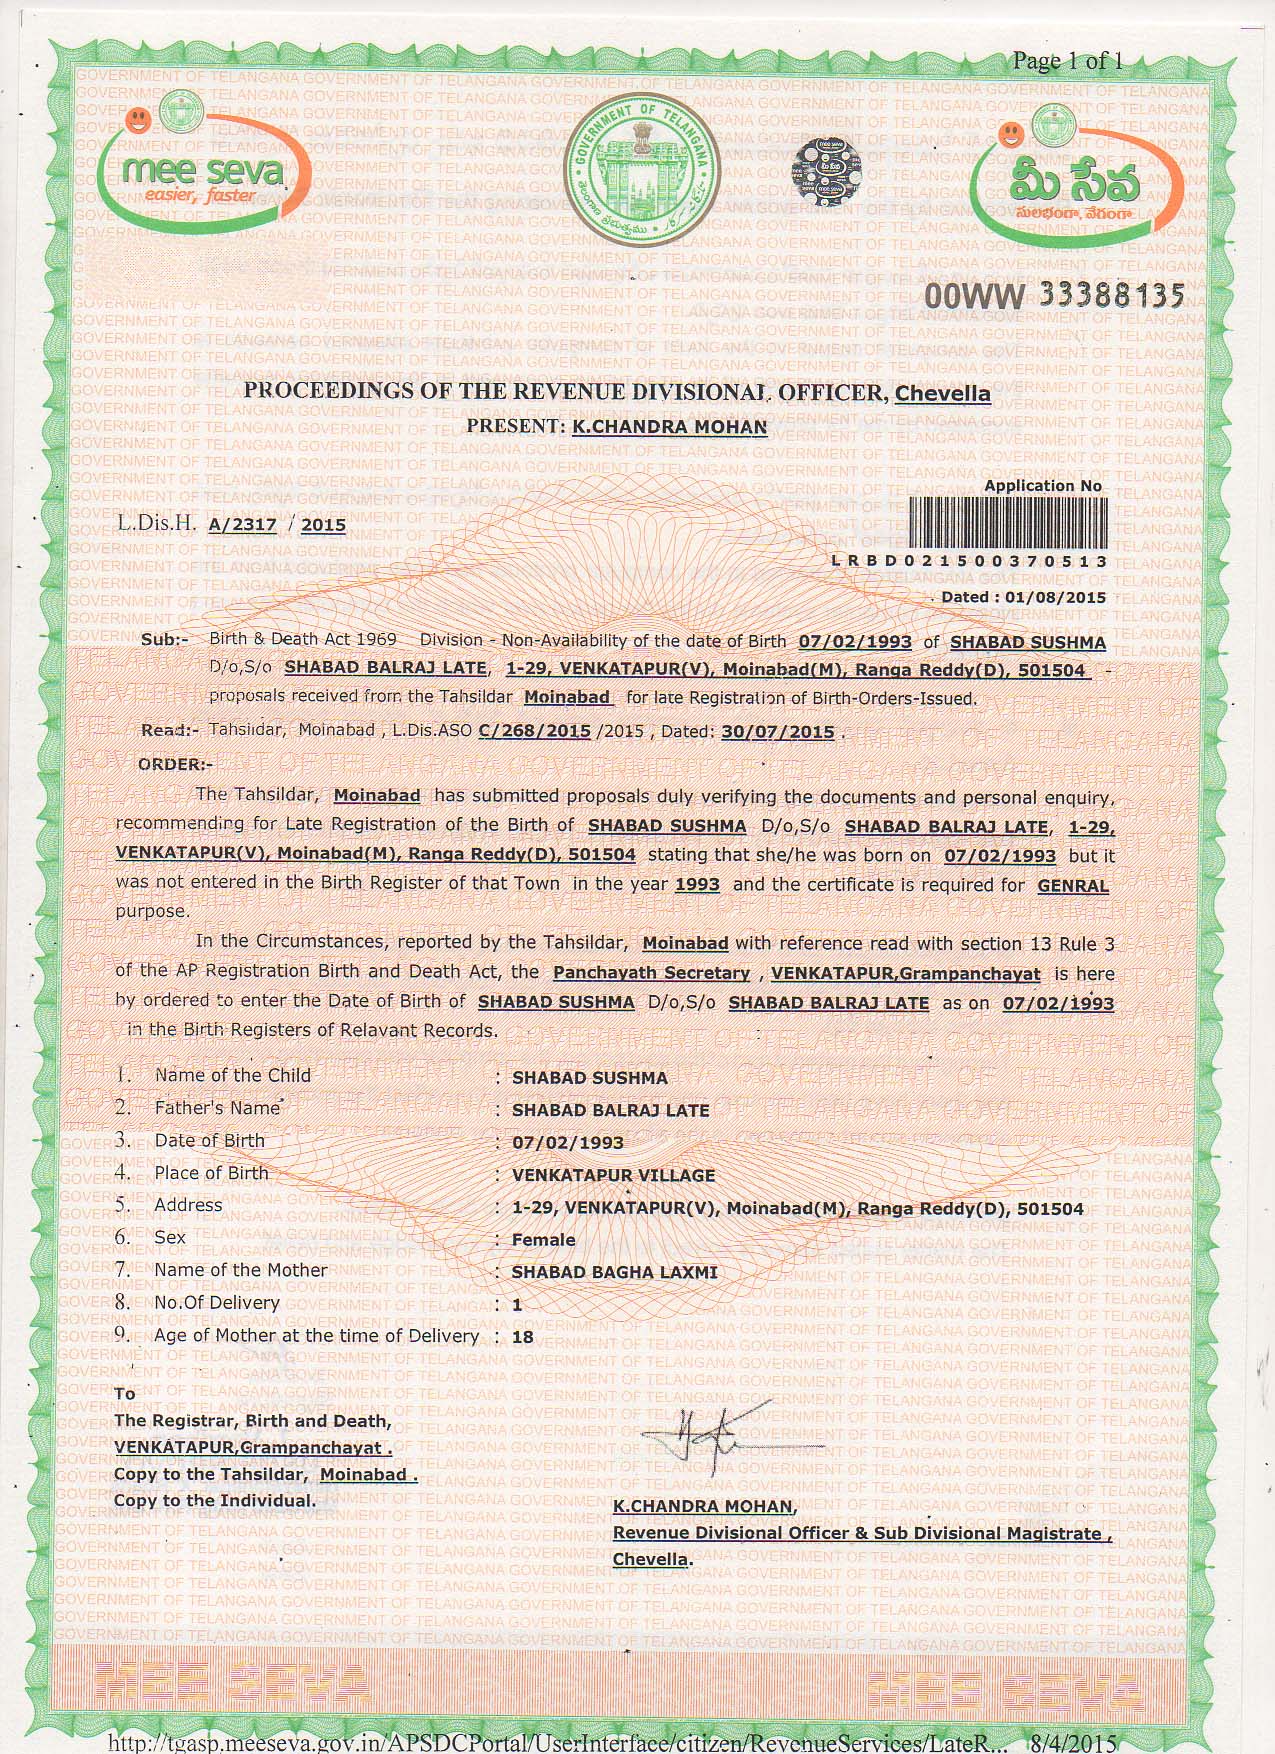 Page 1 of 1
mee seva
easier, faster
GOVERNMENT OF TELANGANA
తెలంగాణ ప్రభుత్వము
mee seva
మీ సేవ
mee seva
మీ సేవ
సులభంగా, వేగంగా
00WW 33388135
PROCEEDINGS OF THE REVENUE DIVISIONAL OFFICER, Chevella
PRESENT: K.CHANDRA MOHAN
Application No
L.Dis.H. A/2317 / 2015
LRBD021500370513
Dated : 01/08/2015
Sub:- Birth & Death Act 1969 Division - Non-Availability of the date of Birth 07/02/1993 of SHABAD SUSHMA
D/o,S/o SHABAD BALRAJ LATE, 1-29, VENKATAPUR(V), Moinabad(M), Ranga Reddy(D), 501504 -
proposals received from the Tahsildar Moinabad for late Registration of Birth-Orders-Issued.
Read:- Tahsildar, Moinabad , L.Dis.ASO C/268/2015 /2015 , Dated: 30/07/2015 .
ORDER:-
The Tahsildar, Moinabad has submitted proposals duly verifying the documents and personal enquiry,
recommending for Late Registration of the Birth of SHABAD SUSHMA D/o,S/o SHABAD BALRAJ LATE, 1-29,
VENKATAPUR(V), Moinabad(M), Ranga Reddy(D), 501504 stating that she/he was born on 07/02/1993 but it
was not entered in the Birth Register of that Town in the year 1993 and the certificate is required for GENRAL
purpose.
In the Circumstances, reported by the Tahsildar, Moinabad with reference read with section 13 Rule 3
of the AP Registration Birth and Death Act, the Panchayath Secretary , VENKATAPUR,Grampanchayat is here
by ordered to enter the Date of Birth of SHABAD SUSHMA D/o,S/o SHABAD BALRAJ LATE as on 07/02/1993
in the Birth Registers of Relavant Records.
1. Name of the Child : SHABAD SUSHMA
2. Father's Name : SHABAD BALRAJ LATE
3. Date of Birth : 07/02/1993
4. Place of Birth : VENKATAPUR VILLAGE
5. Address : 1-29, VENKATAPUR(V), Moinabad(M), Ranga Reddy(D), 501504
6. Sex : Female
7. Name of the Mother : SHABAD BAGHA LAXMI
8. No.Of Delivery : 1
9. Age of Mother at the time of Delivery : 18
To
The Registrar, Birth and Death,
VENKATAPUR,Grampanchayat .
Copy to the Tahsildar, Moinabad .
Copy to the Individual.
K.CHANDRA MOHAN,
Revenue Divisional Officer & Sub Divisional Magistrate ,
Chevella.
MEE SEVA MEE SEVA
http://tgasp.meeseva.gov.in/APSDCPortal/UserInterface/citizen/RevenueServices/LateR... 8/4/2015